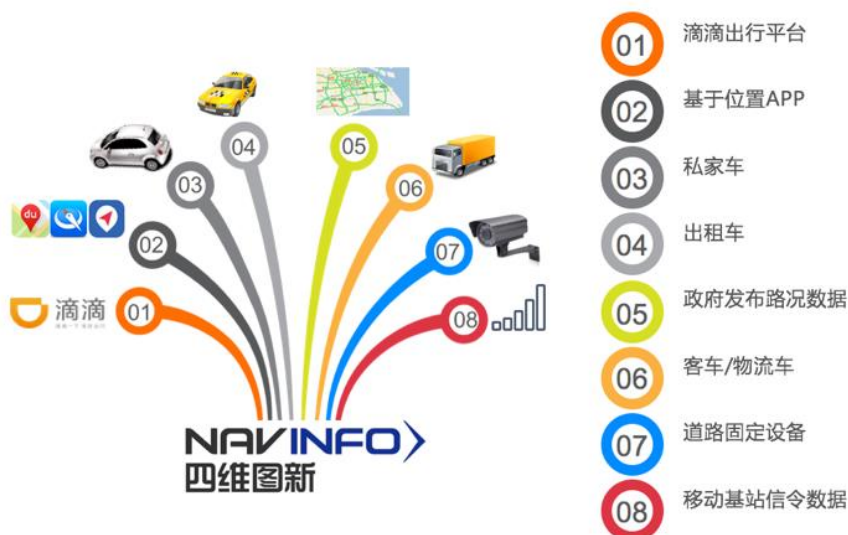 01 滴滴出行平台
02 基于位置APP
03 私家车
04 出租车
05 政府发布路况数据
06 客车/物流车
07 道路固定设备
08 移动基站信令数据
04
05
03
06
du
02
07
滴滴
01
08
NAVINFO
四维图新